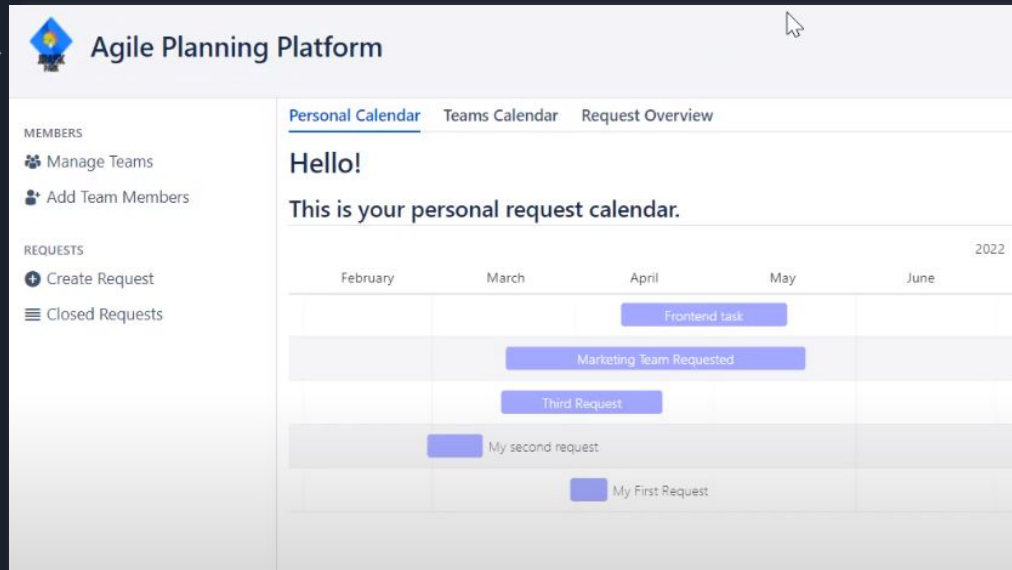 Agile Planning Platform
MEMBERS
Manage Teams
Add Team Members
REQUESTS
Create Request
Closed Requests
Personal Calendar Teams Calendar Request Overview
Hello!
This is your personal request calendar.
2022
February March April May June
Frontend task
Marketing Team Requested
Third Request
My second request
My First Request